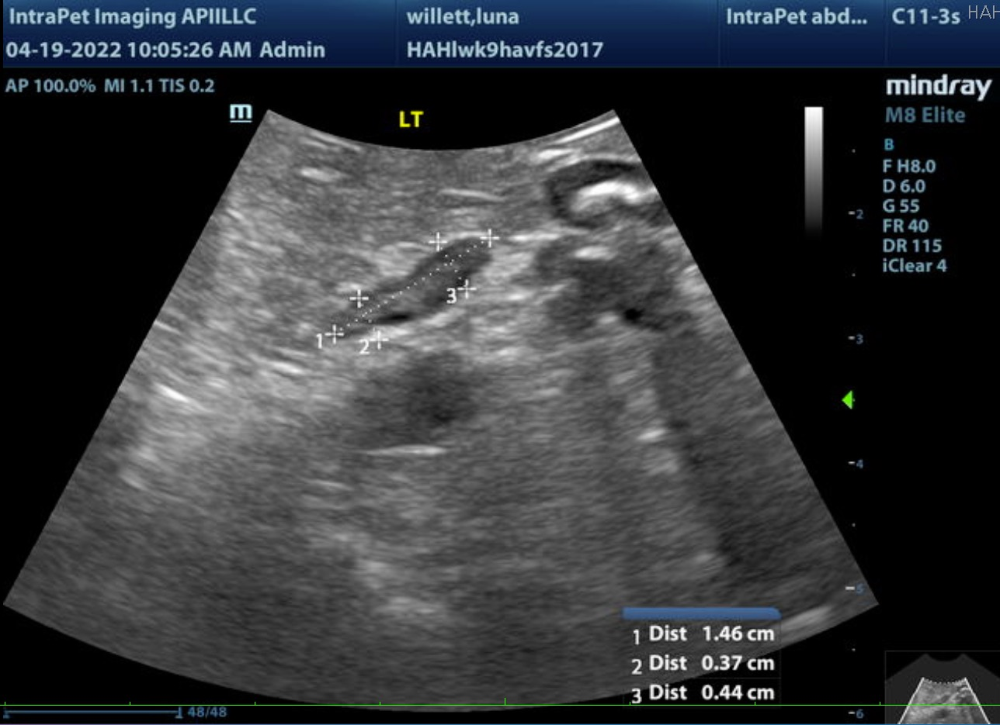 IntraPet Imaging APIILLC
willett,luna
IntraPet abd...
C11-3s
HAH
04-19-2022 10:05:26 AM Admin
HAHlwk9havfs2017
AP 100.0% MI 1.1 TIS 0.2
m
LT
mindray
M8 Elite
B
F H8.0
D 6.0
G 55
FR 40
DR 115
iClear 4
2
3
4
5
6
1
2
3
1 Dist 1.46 cm
2 Dist 0.37 cm
3 Dist 0.44 cm
48/48